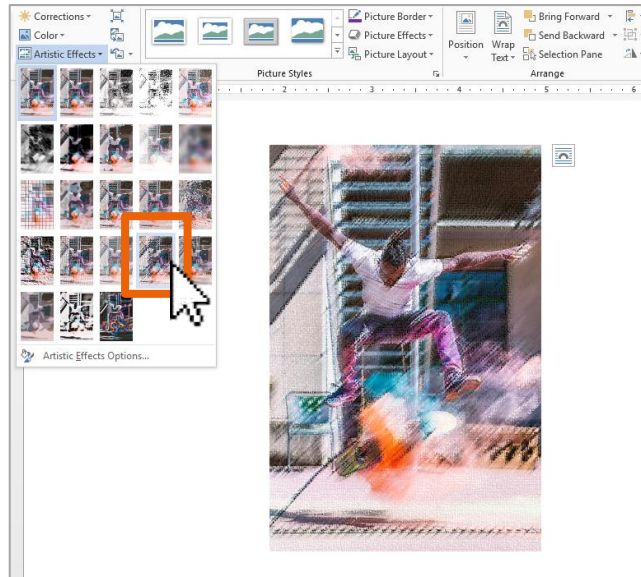 Corrections
Color
Artistic Effects
Picture Border
Picture Effects
Picture Layout
Position
Wrap
Text
Bring Forward
Send Backward
Selection Pane
Picture Styles
Arrange
2 3 4 5 6
Artistic Effects Options...